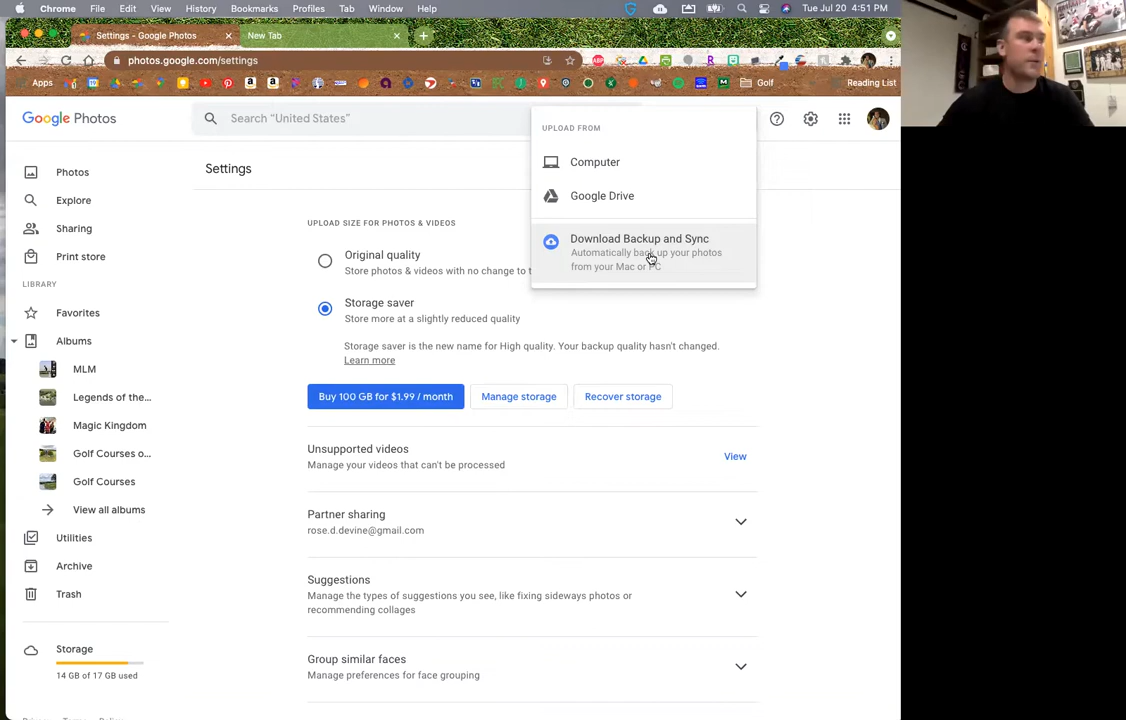 Chrome File Edit View History Bookmarks Profiles Tab Window Help Tue Jul 20 4:51 PM
Settings - Google Photos
New Tab
photos.google.com/settings
Apps
Golf
Reading List
Google Photos
Search “United States”
UPLOAD FROM
Computer
Google Drive
Download Backup and Sync
Automatically back up your photos
from your Mac or PC
Photos
Explore
Sharing
Print store
LIBRARY
Favorites
Albums
MLM
Legends of the...
Magic Kingdom
Golf Courses o...
Golf Courses
View all albums
Utilities
Archive
Trash
Storage
14 GB of 17 GB used
Settings
UPLOAD SIZE FOR PHOTOS & VIDEOS
Original quality
Store photos & videos with no change to t
Storage saver
Store more at a slightly reduced quality
Storage saver is the new name for High quality. Your backup quality hasn't changed.
Learn more
Buy 100 GB for $1.99 / month
Manage storage
Recover storage
Unsupported videos
Manage your videos that can't be processed
View
Partner sharing
rose.d.devine@gmail.com
Suggestions
Manage the types of suggestions you see, like fixing sideways photos or
recommending collages
Group similar faces
Manage preferences for face grouping